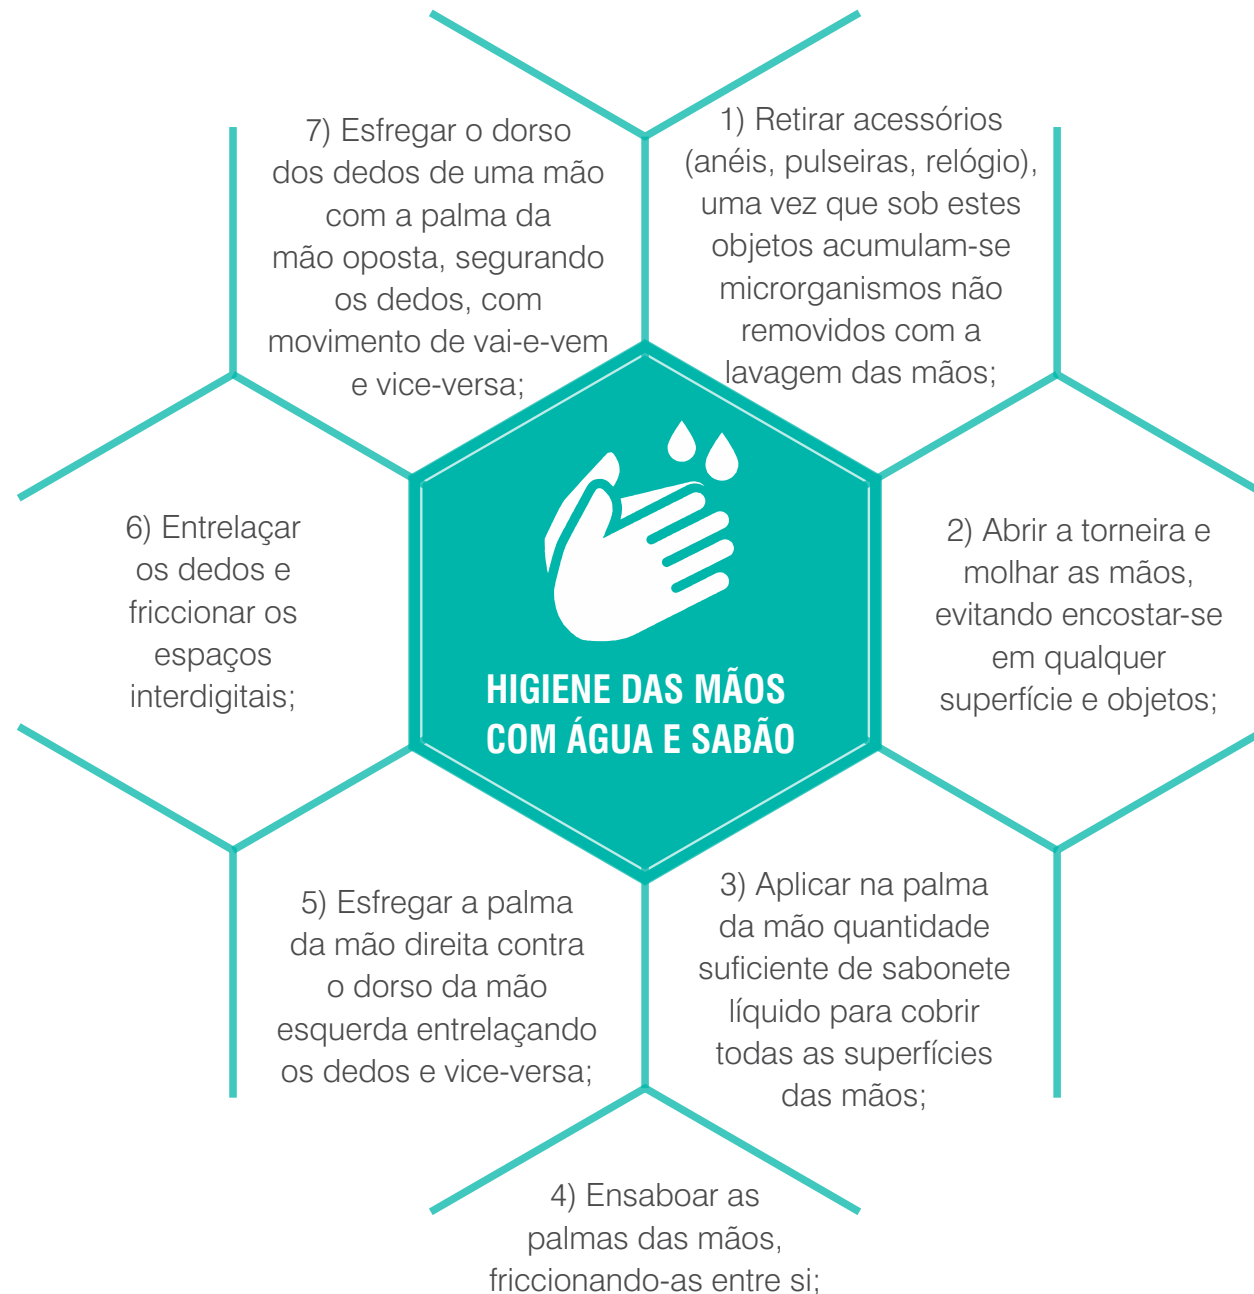 HIGIENE DAS MÃOS
COM ÁGUA E SABÃO
1) Retirar acessórios
(anéis, pulseiras, relógio),
uma vez que sob estes
objetos acumulam-se
microrganismos não
removidos com a
lavagem das mãos;
2) Abrir a torneira e
molhar as mãos,
evitando encostar-se
em qualquer
superfície e objetos;
3) Aplicar na palma
da mão quantidade
suficiente de sabonete
líquido para cobrir
todas as superfícies
das mãos;
4) Ensaboar as
palmas das mãos,
friccionando-as entre si;
5) Esfregar a palma
da mão direita contra
o dorso da mão
esquerda entrelaçando
os dedos e vice-versa;
6) Entrelaçar
os dedos e
friccionar os
espaços
interdigitais;
7) Esfregar o dorso
dos dedos de uma mão
com a palma da
mão oposta, segurando
os dedos, com
movimento de vai-e-vem
e vice-versa;